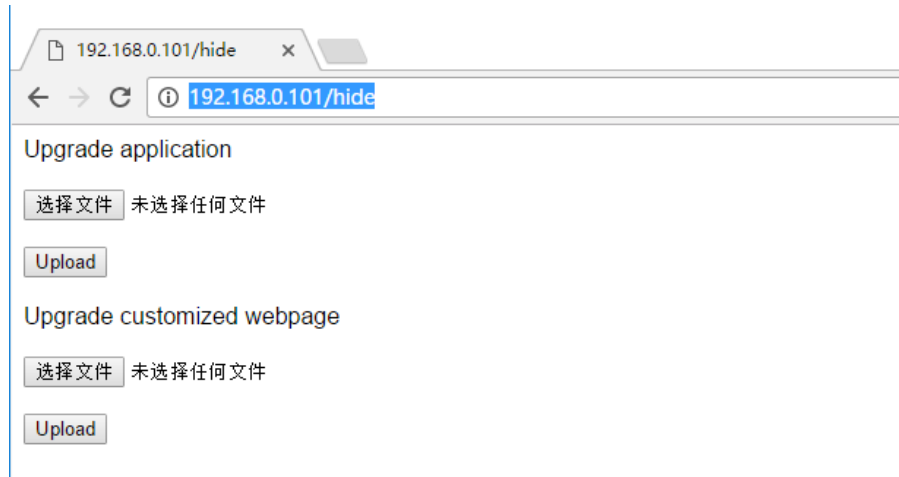 192.168.0.101/hide
192.168.0.101/hide
Upgrade application
选择文件 未选择任何文件
Upload
Upgrade customized webpage
选择文件 未选择任何文件
Upload